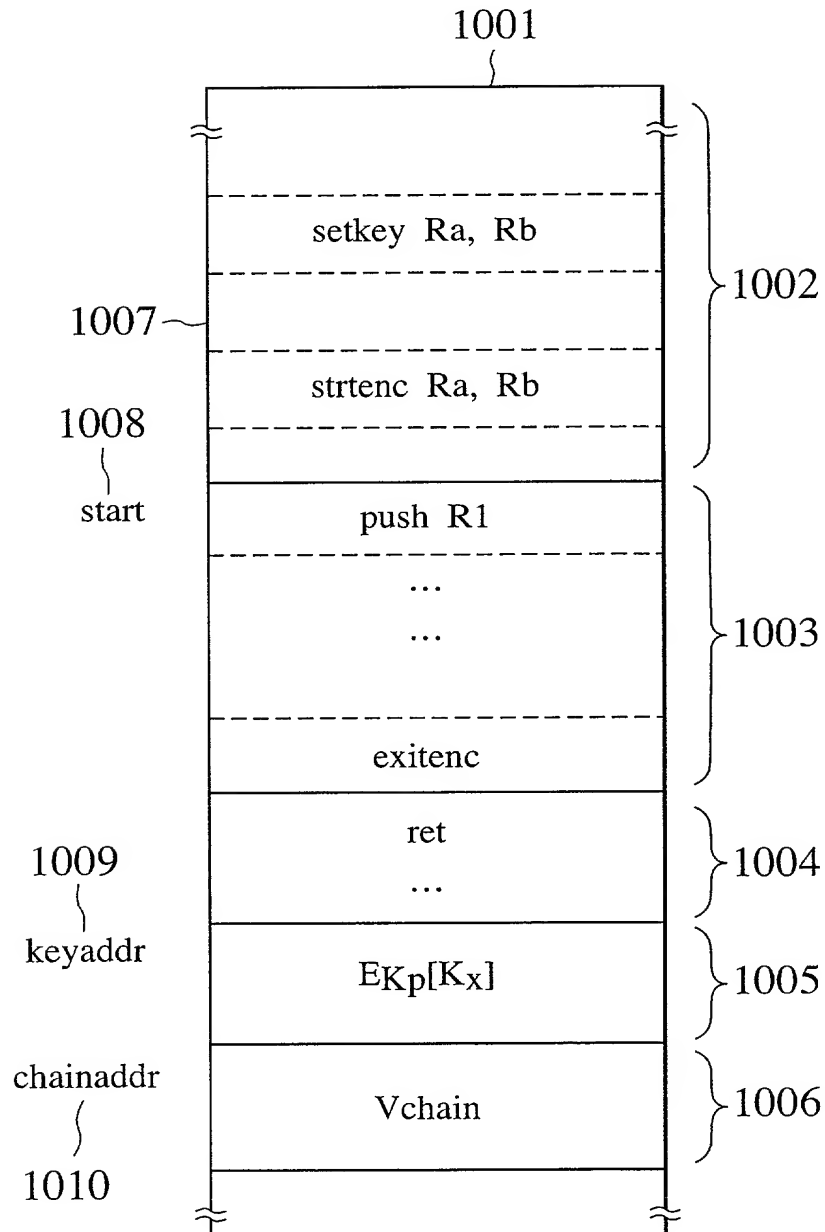 1001
setkey Ra, Rb
1002
1007
strtenc Ra, Rb
1008
start
push R1
...
...
1003
exitenc
ret
...
1004
1009
keyaddr
EKp[Kx]
1005
chainaddr
Vchain
1006
1010